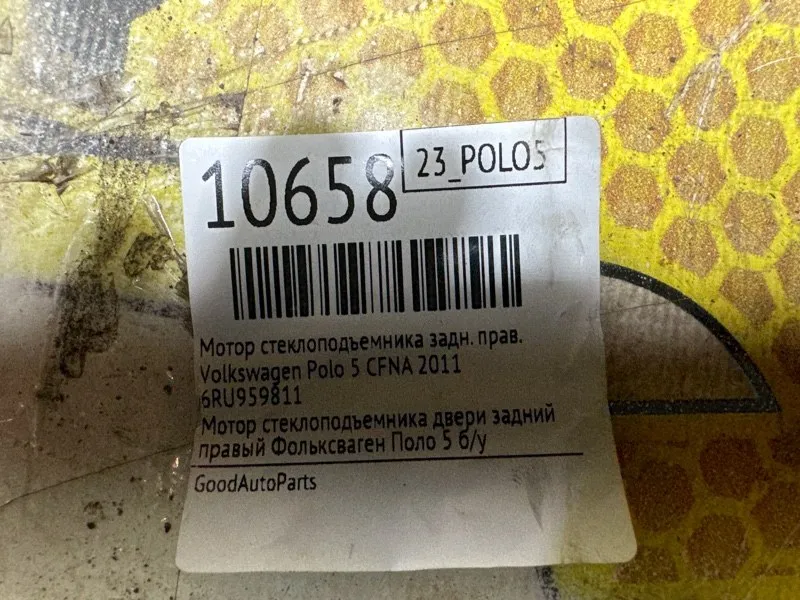 10658
23_POLO5
Мотор стеклоподъемника задн. прав.
Volkswagen Polo 5 CFNA 2011
6RU959811
Мотор стеклоподъемника двери задний
правый Фольксваген Поло 5 б/у
GoodAutoParts